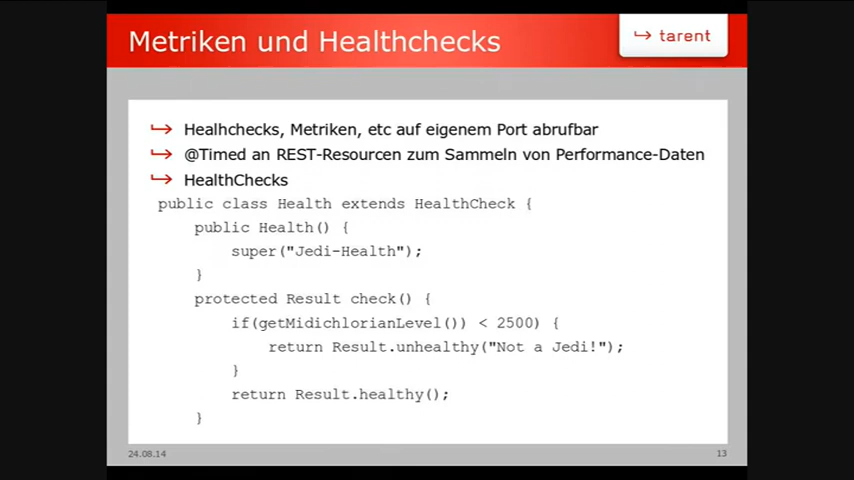 Metriken und Healthchecks
tarent
Healhchecks, Metriken, etc auf eigenem Port abrufbar
@Timed an REST-Resourcen zum Sammeln von Performance-Daten
HealthChecks
public class Health extends HealthCheck {
public Health() {
super("Jedi-Health");
}
protected Result check() {
if(getMidichlorianLevel()) < 2500) {
return Result.unhealthy("Not a Jedi!");
}
return Result.healthy();
}
24.08.14
13